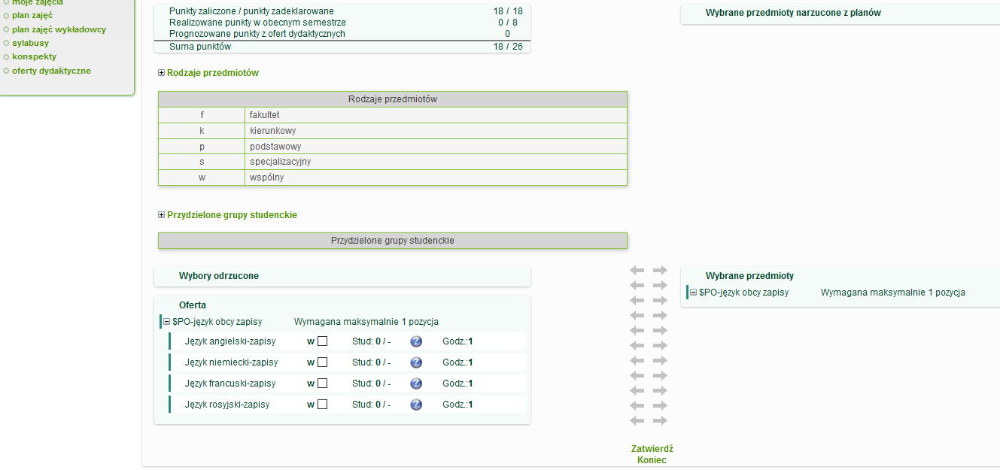 moje zajęcia
plan zajęć
plan zajęć wykładowcy
sylabusy
konspekty
oferty dydaktyczne
Punkty zaliczone / punkty zadeklarowane 18 / 18
Realizowane punkty w obecnym semestrze 0 / 8
Prognozowane punkty z ofert dydaktycznych 0
Suma punktów 18 / 26
Wybrane przedmioty narzucone z planów
Rodzaje przedmiotów
Rodzaje przedmiotów
f fakultet
k kierunkowy
p podstawowy
s specjalizacyjny
w wspólny
Przydzielone grupy studenckie
Przydzielone grupy studenckie
Wybory odrzucone
Oferta
$PO-język obcy zapisy Wymagana maksymalnie 1 pozycja
Język angielski-zapisy w Stud: 0 / - ? Godz.:1
Język niemiecki-zapisy w Stud: 0 / - ? Godz.:1
Język francuski-zapisy w Stud: 0 / - ? Godz.:1
Język rosyjski-zapisy w Stud: 0 / - ? Godz.:1
Wybrane przedmioty
$PO-język obcy zapisy Wymagana maksymalnie 1 pozycja
Zatwierdź
Koniec